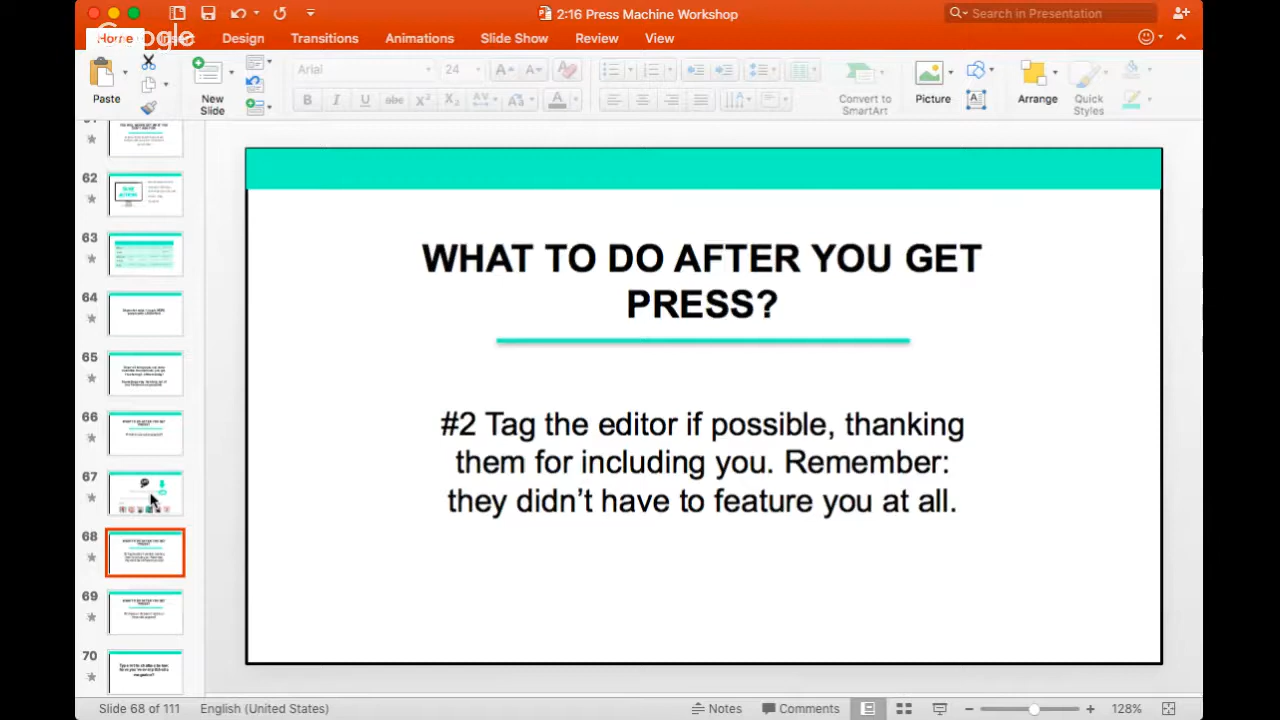 2:16 Press Machine Workshop
Search in Presentation
Google
Home
Insert
Design
Transitions
Animations
Slide Show
Review
View
Paste
New
Slide
Arial
24
Convert to
SmartArt
Picture
Arrange
Quick
Styles
62
63
64
65
66
67
68
69
70
WHAT TO DO AFTER YOU GET
PRESS?
#2 Tag the editor if possible, thanking
them for including you. Remember:
they didn’t have to feature you at all.
Slide 68 of 111
English (United States)
Notes
Comments
128%